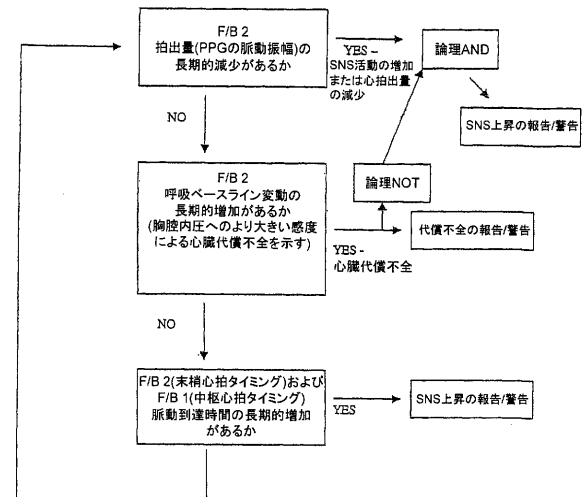 F/B 2
拍出量(PPGの脈動振幅)の
長期的減少があるか
YES –
SNS活動の増加
または心拍出量
の減少
論理AND
SNS上昇の報告/警告
NO
F/B 2
呼吸ベースライン変動の
長期的増加があるか
(胸腔内圧へのより大きい感度
による心臓代償不全を示す)
論理NOT
YES -
心臓代償不全
代償不全の報告/警告
NO
F/B 2(末梢心拍タイミング)および
F/B 1(中枢心拍タイミング)
脈動到達時間の長期的増加
があるか
YES
SNS上昇の報告/警告